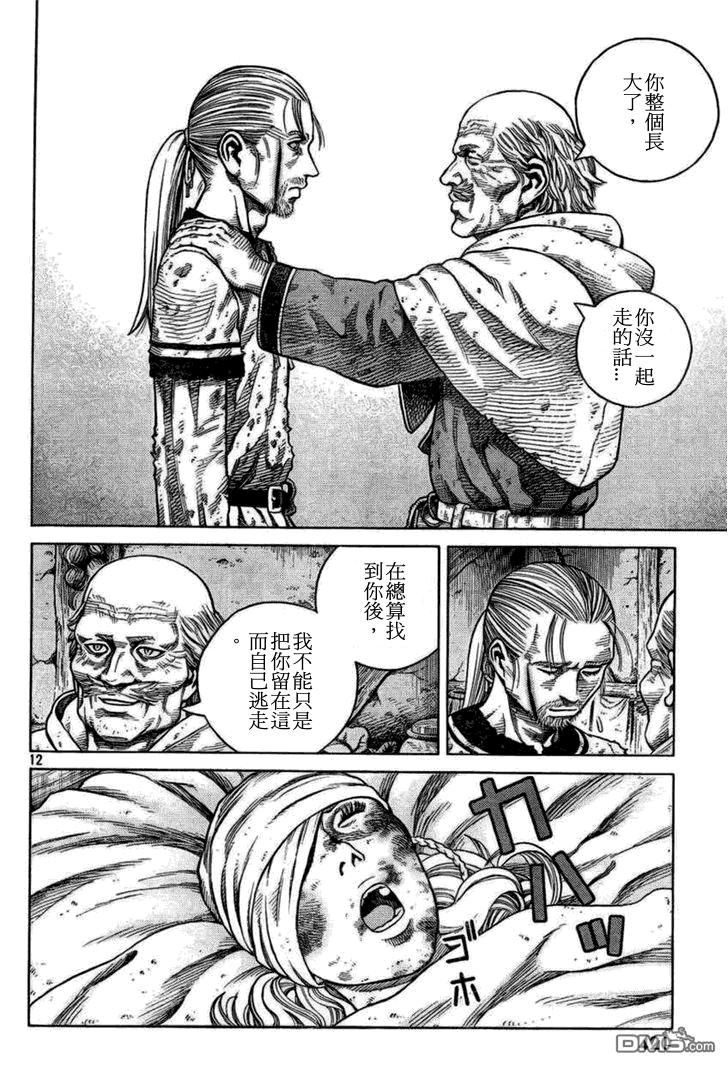 你整個長
大了，
你沒一起
走的話…
在總算找
到你後，
我不能只是
把你留在這
而自己逃走
。
12
カハッ
ゴホ
DM5.com